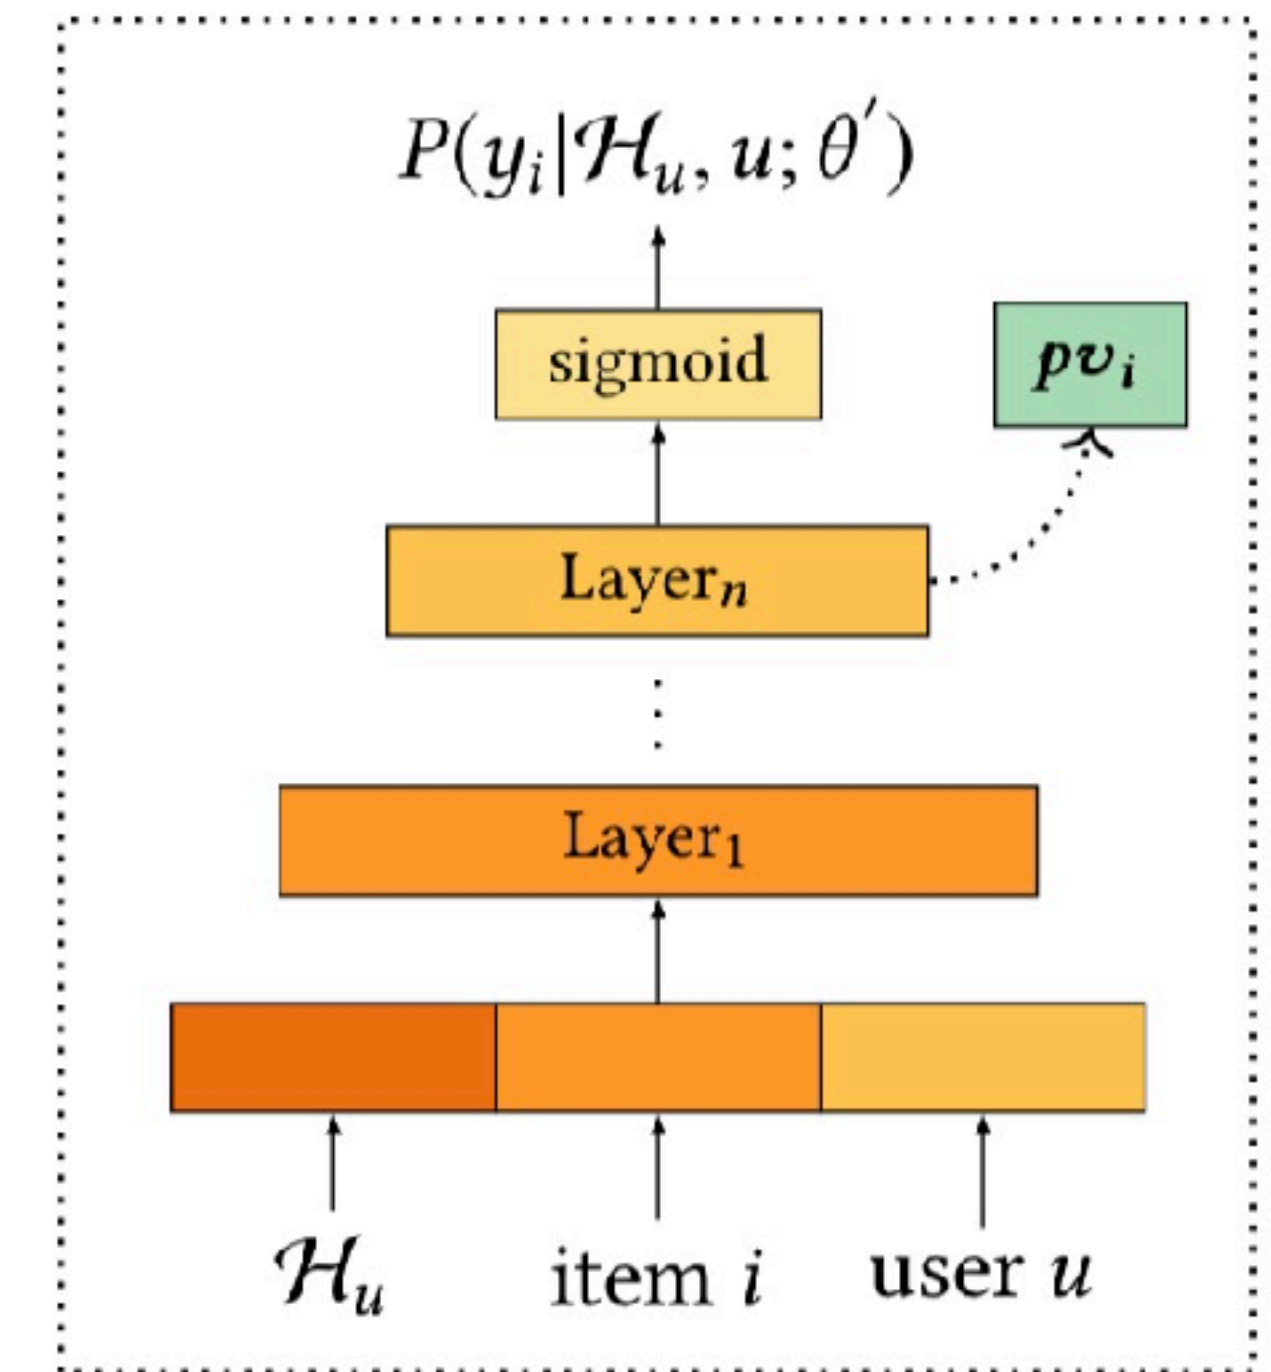 P(y_i|ℋ_u, u; θ′)
sigmoid
pv_i
Layer_n
⋮
Layer_1
ℋ_u
item i
user u